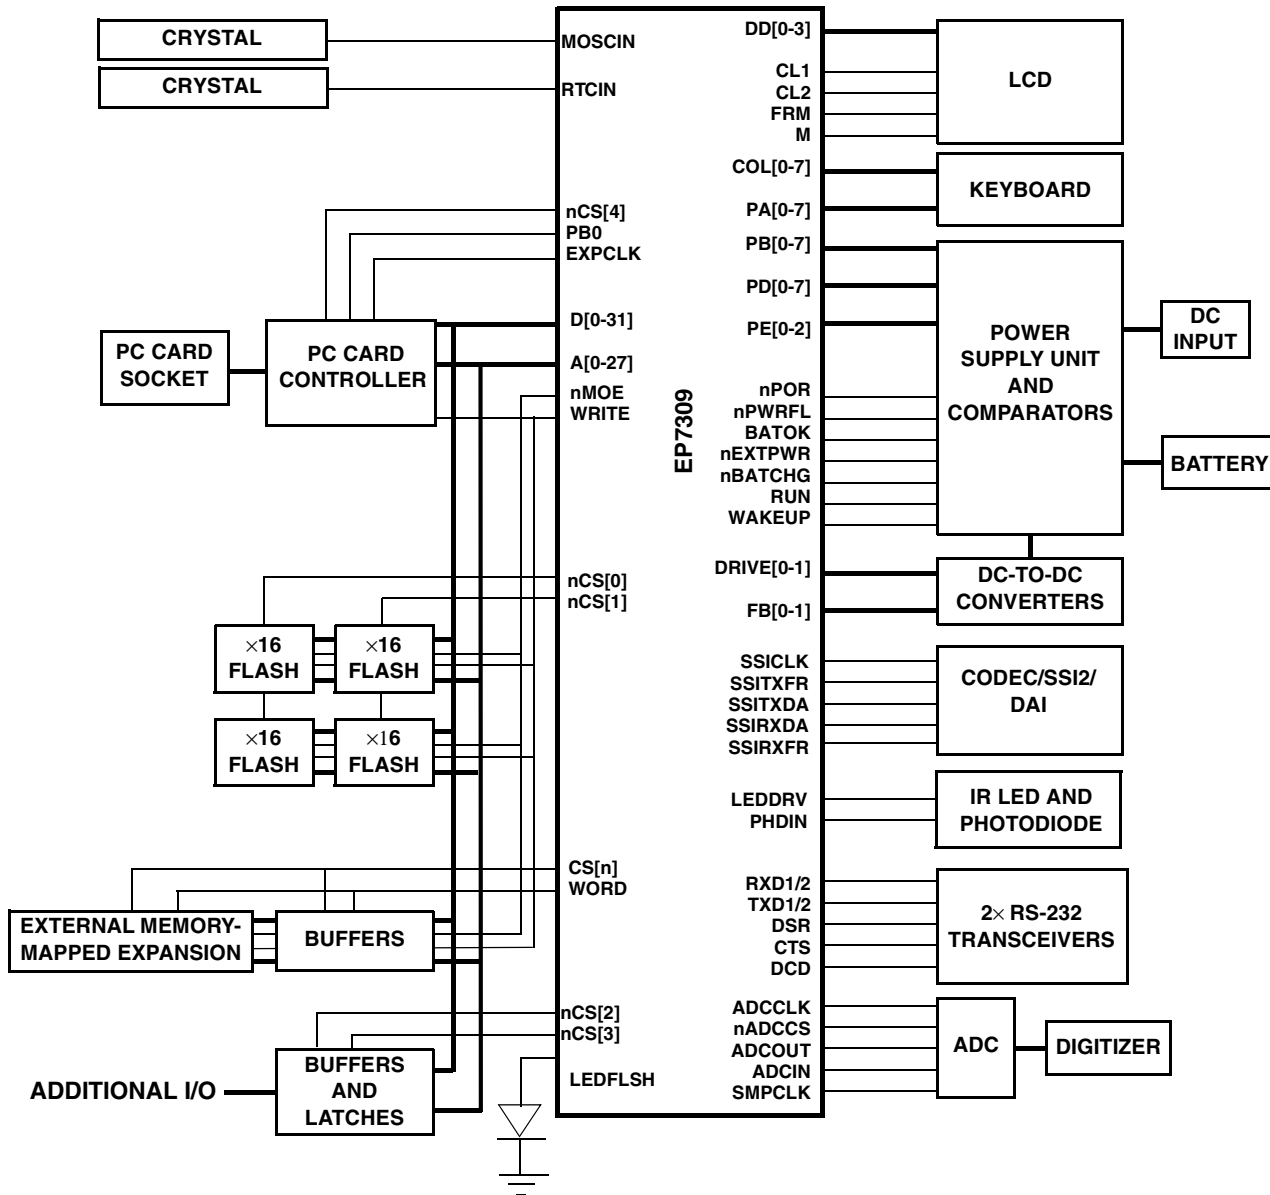 CRYSTAL
CRYSTAL
MOSCIN
RTCIN
nCS[4]
PB0
EXPCLK
D[0-31]
A[0-27]
nMOE
WRITE
PC CARD
SOCKET
PC CARD
CONTROLLER
nCS[0]
nCS[1]
×16
FLASH
×16
FLASH
×16
FLASH
×16
FLASH
CS[n]
WORD
EXTERNAL MEMORY-
MAPPED EXPANSION
BUFFERS
nCS[2]
nCS[3]
LEDFLSH
ADDITIONAL I/O
BUFFERS
AND
LATCHES
EP7309
DD[0-3]
CL1
CL2
FRM
M
COL[0-7]
PA[0-7]
PB[0-7]
PD[0-7]
PE[0-2]
nPOR
nPWRFL
BATOK
nEXTPWR
nBATCHG
RUN
WAKEUP
DRIVE[0-1]
FB[0-1]
SSICLK
SSITXFR
SSITXDA
SSIRXDA
SSIRXFR
LEDDRV
PHDIN
RXD1/2
TXD1/2
DSR
CTS
DCD
ADCCLK
nADCCS
ADCOUT
ADCIN
SMPCLK
LCD
KEYBOARD
POWER
SUPPLY UNIT
AND
COMPARATORS
DC
INPUT
BATTERY
DC-TO-DC
CONVERTERS
CODEC/SSI2/
DAI
IR LED AND
PHOTODIODE
2× RS-232
TRANSCEIVERS
ADC
DIGITIZER